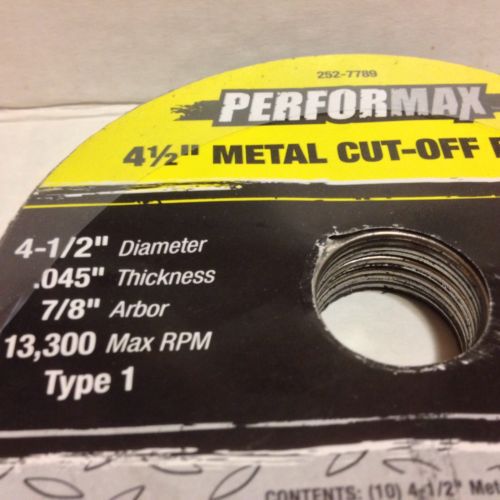 252-7789
PERFORMAX
4½" METAL CUT-OFF
4-1/2" Diameter
.045" Thickness
7/8" Arbor
13,300 Max RPM
Type 1
CONTENTS: (10) 4-1/2"